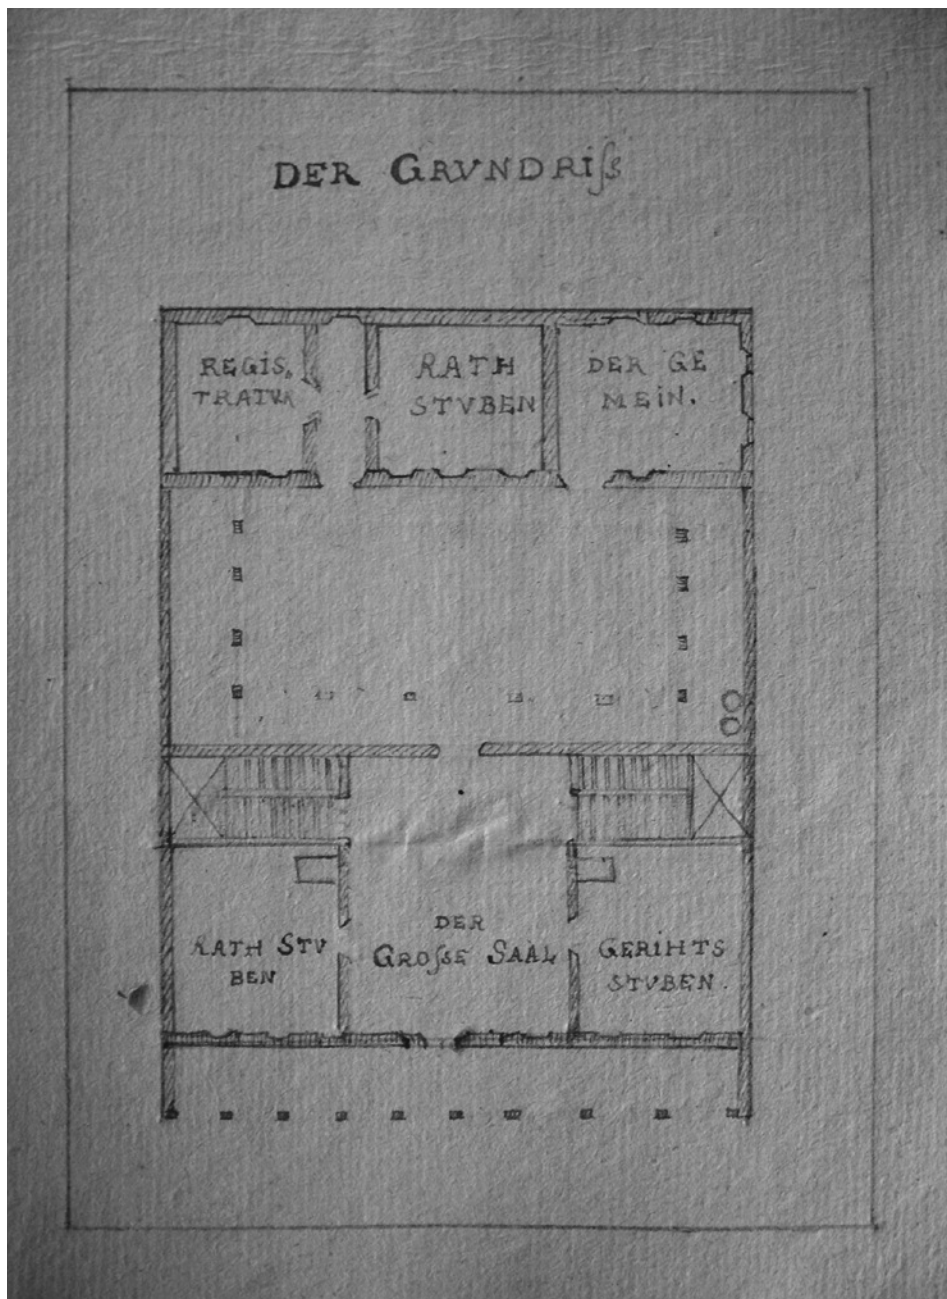 DER GRVNDRIſs
REGIS.
TRATVR
RATH
STVBEN
DER GE
MEIN.
RATH STV
BEN
DER
GROſSE SAAL
GERIHTS
STVBEN.